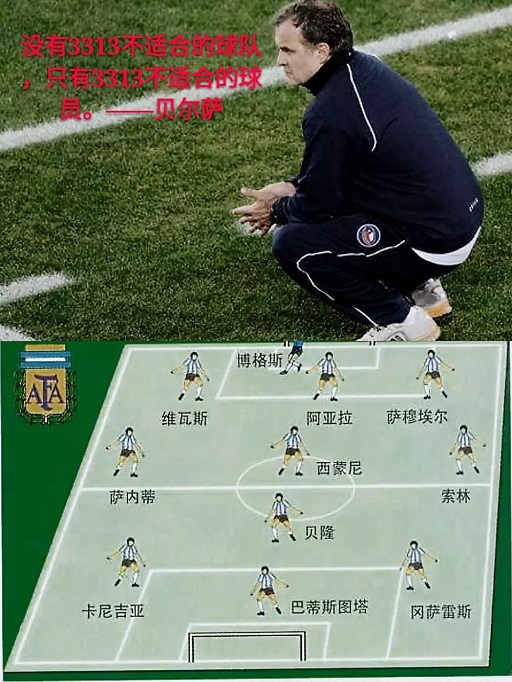 没有3313不适合的球队
，只有3313不适合的球
员。——贝尔萨
博格斯
维瓦斯 阿亚拉 萨穆埃尔
西蒙尼
萨内蒂 索林
贝隆
卡尼吉亚 巴蒂斯图塔 冈萨雷斯
AFA